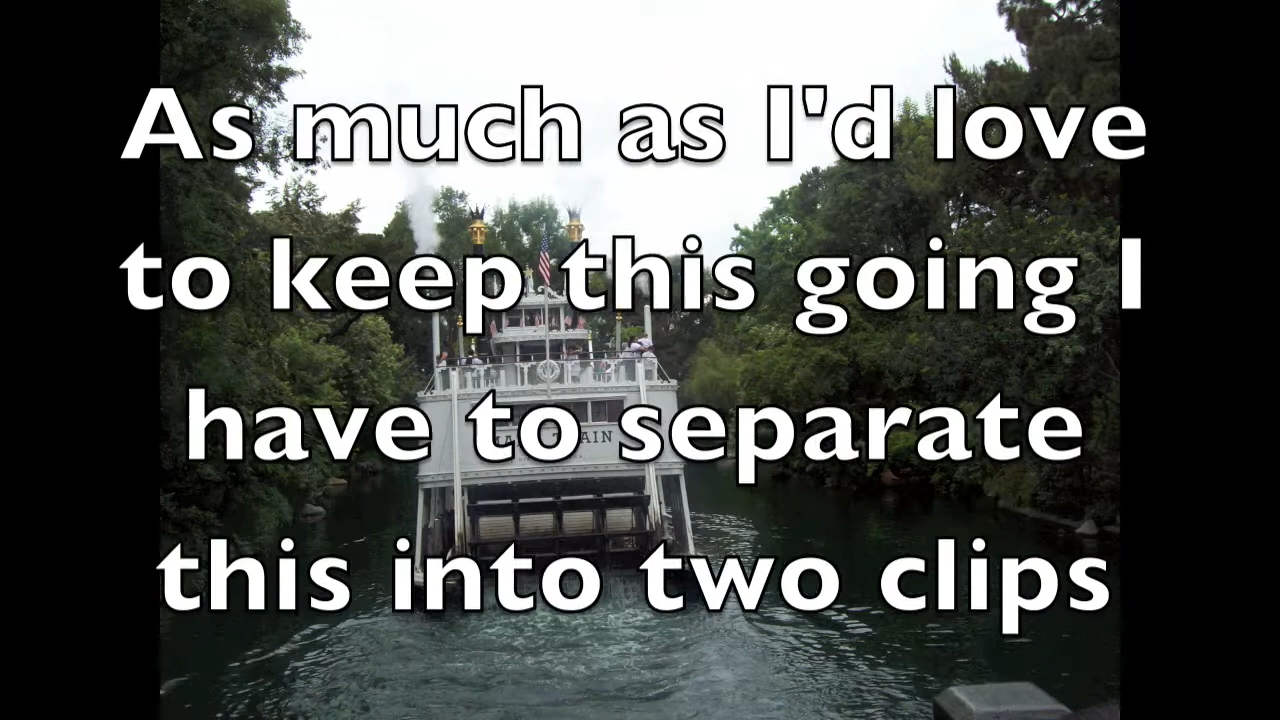 As much as I'd love
to keep this going I
have to separate
this into two clips